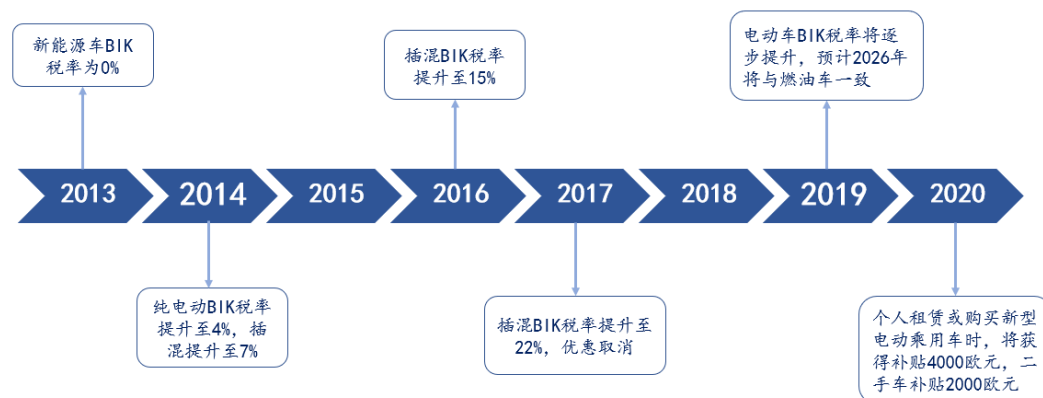 新能源车BIK
税率为0%
插混BIK税率
提升至15%
电动车BIK税率将逐
步提升，预计2026年
将与燃油车一致
2013
2014
2015
2016
2017
2018
2019
2020
纯电动BIK税率
提升至4%，插
混提升至7%
插混BIK税率提升至
22%，优惠取消
个人租赁或购买新型
电动乘用车时，将获
得补贴4000欧元，二
手车补贴2000欧元